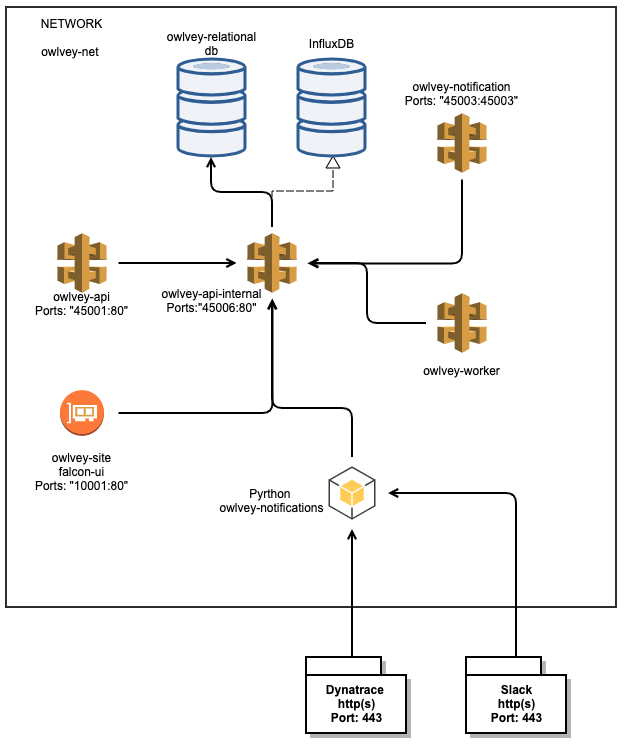 NETWORK
owlvey-net
owlvey-relational
db
InfluxDB
owlvey-notification
Ports: "45003:45003"
owlvey-api
Ports: "45001:80"
owlvey-api-internal
Ports:"45006:80"
owlvey-worker
owlvey-site
falcon-ui
Ports: "10001:80"
Pyrthon
owlvey-notifications
Dynatrace
http(s)
Port: 443
Slack
http(s)
Port: 443